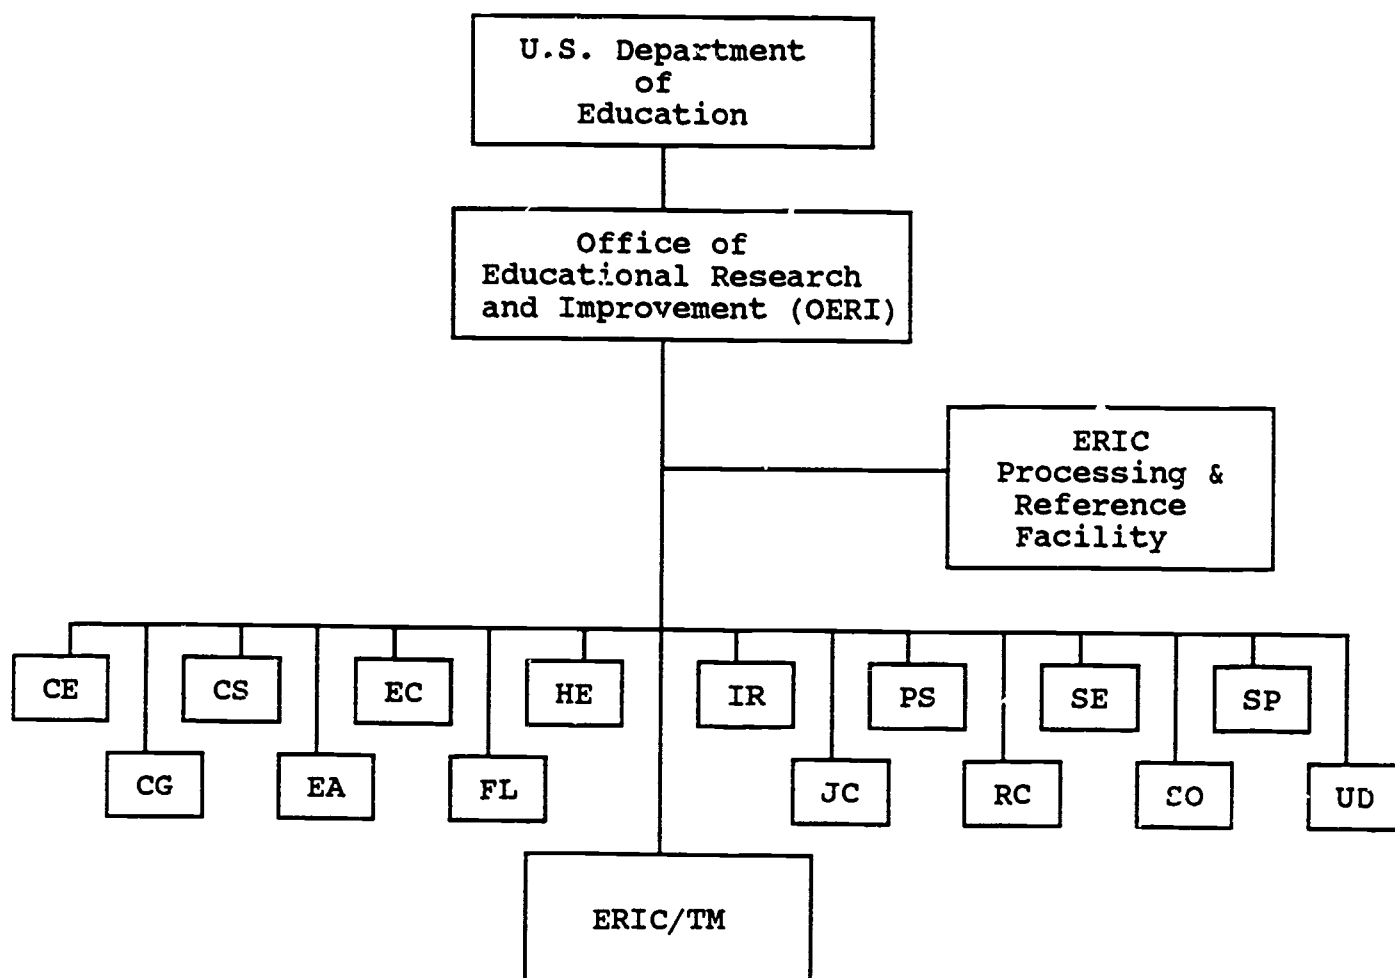 U.S. Department
of
Education
Office of
Educational Research
and Improvement (OERI)
ERIC
Processing &
Reference
Facility
CE
CS
EC
HE
IR
PS
SE
SP
CG
EA
FL
JC
RC
SO
UD
ERIC/TM